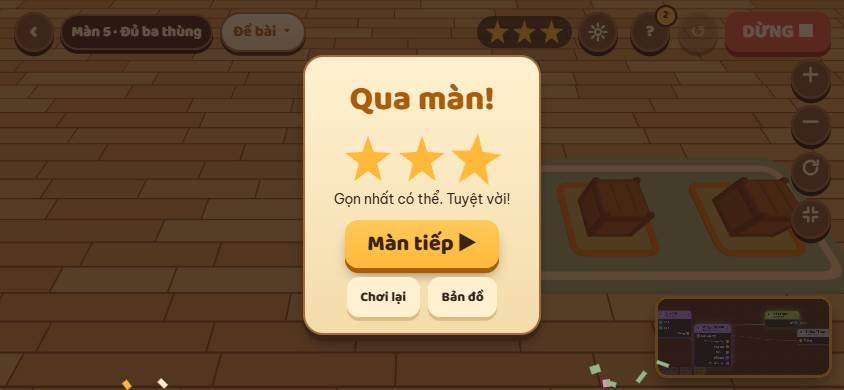 Màn 5 · Đủ ba thùng
Đề bài
2
?
DỪNG
Qua màn!
Gọn nhất có thể. Tuyệt vời!
Màn tiếp
Chơi lại
Bản đồ